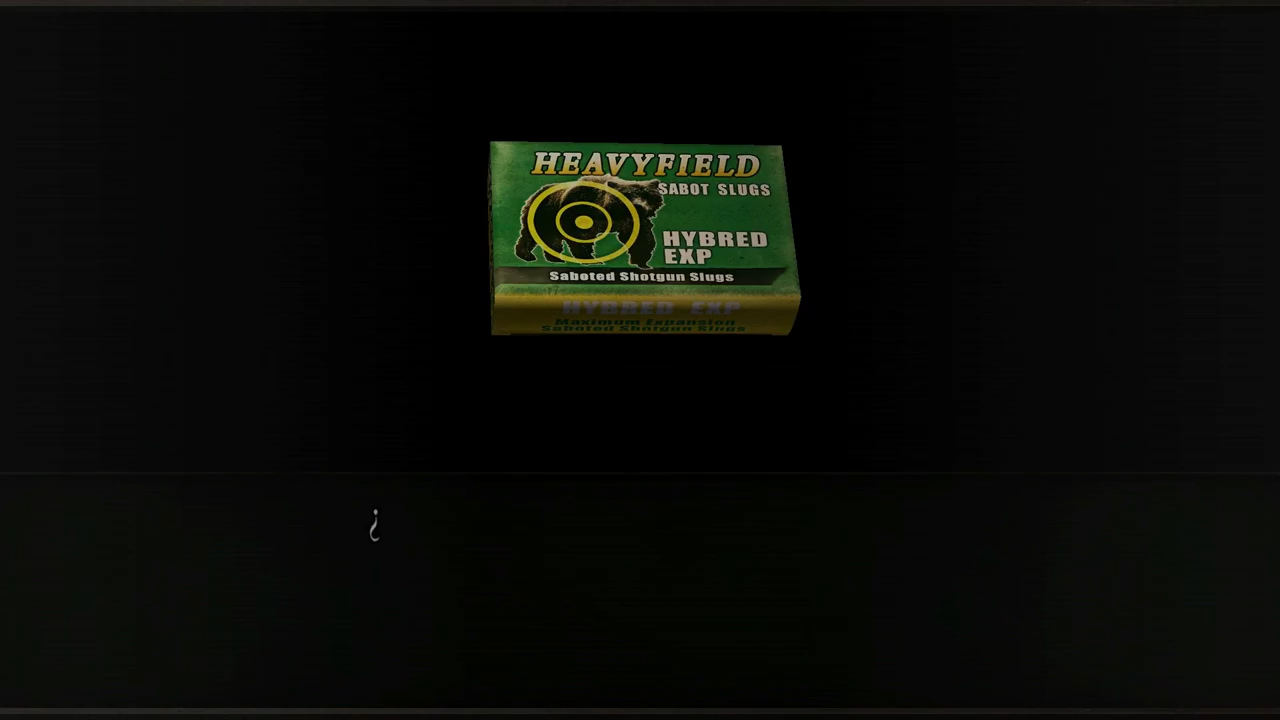 HEAVYFIELD
SABOT SLUGS
HYBRED
EXP
Saboted Shotgun Slugs
HYBRED EXP
Maximum Expansion
Saboted Shotgun Slugs
¿